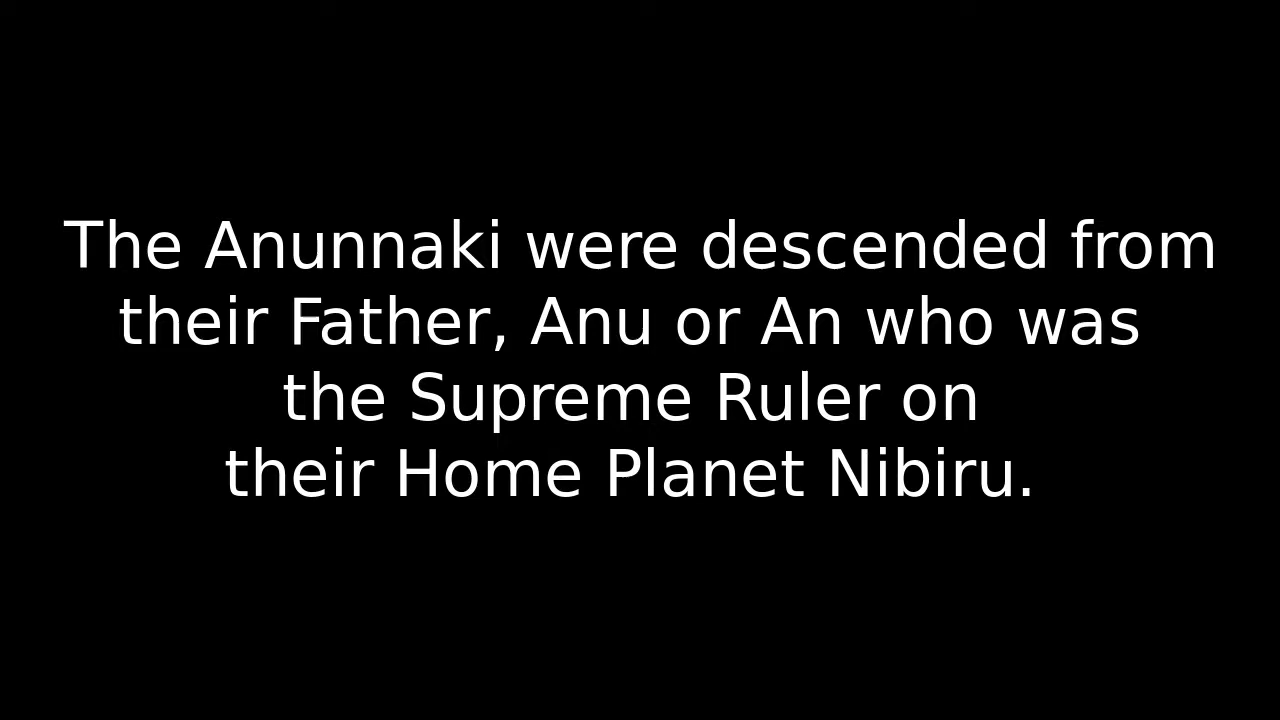 The Anunnaki were descended from
their Father, Anu or An who was
the Supreme Ruler on
their Home Planet Nibiru.